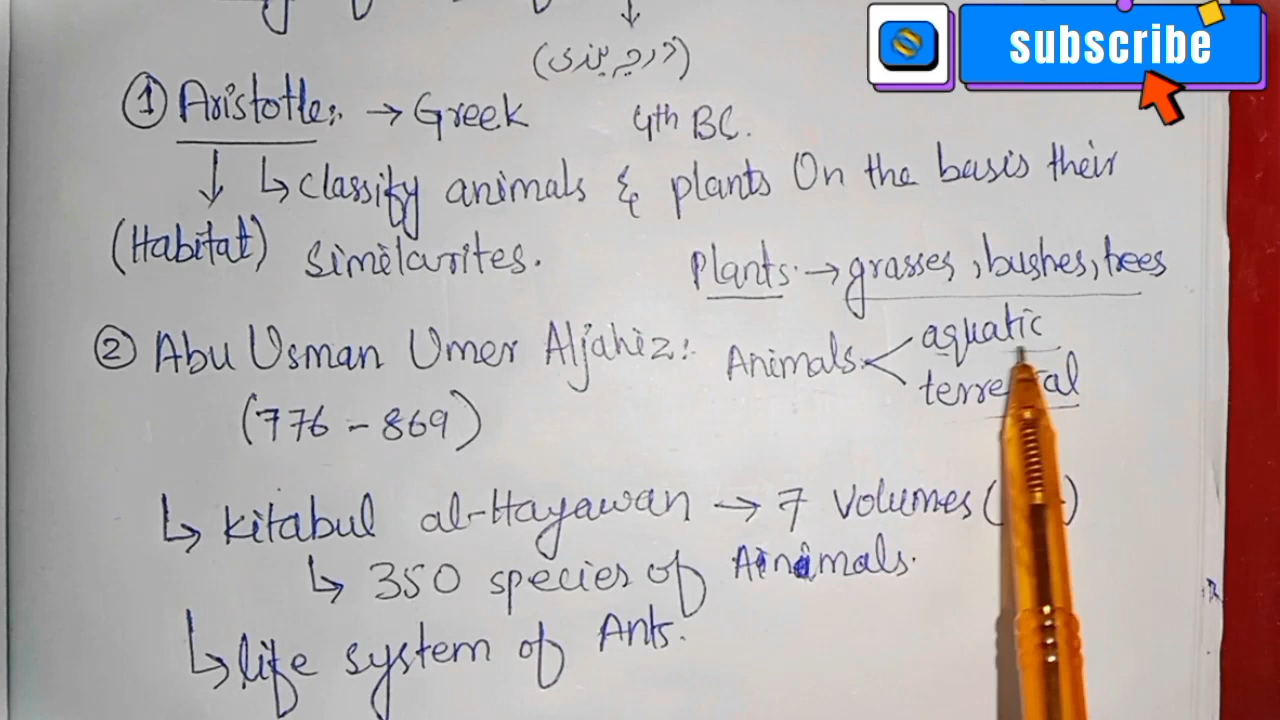 subscribe
(درجہ بندی)
① Aristotle:. → Greek 4th BC.
↓ ↳ classify animals & plants On the basis their
(Habitat) similarites.
Plants → grasses, bushes, trees
② Abu Usman Umer Aljahiz:.
Animals < aquatic
(776 - 869)
↳ kitabul al-Hayawan → 7 Volumes
↳ 350 species of Animals.
↳ life system of Ants.